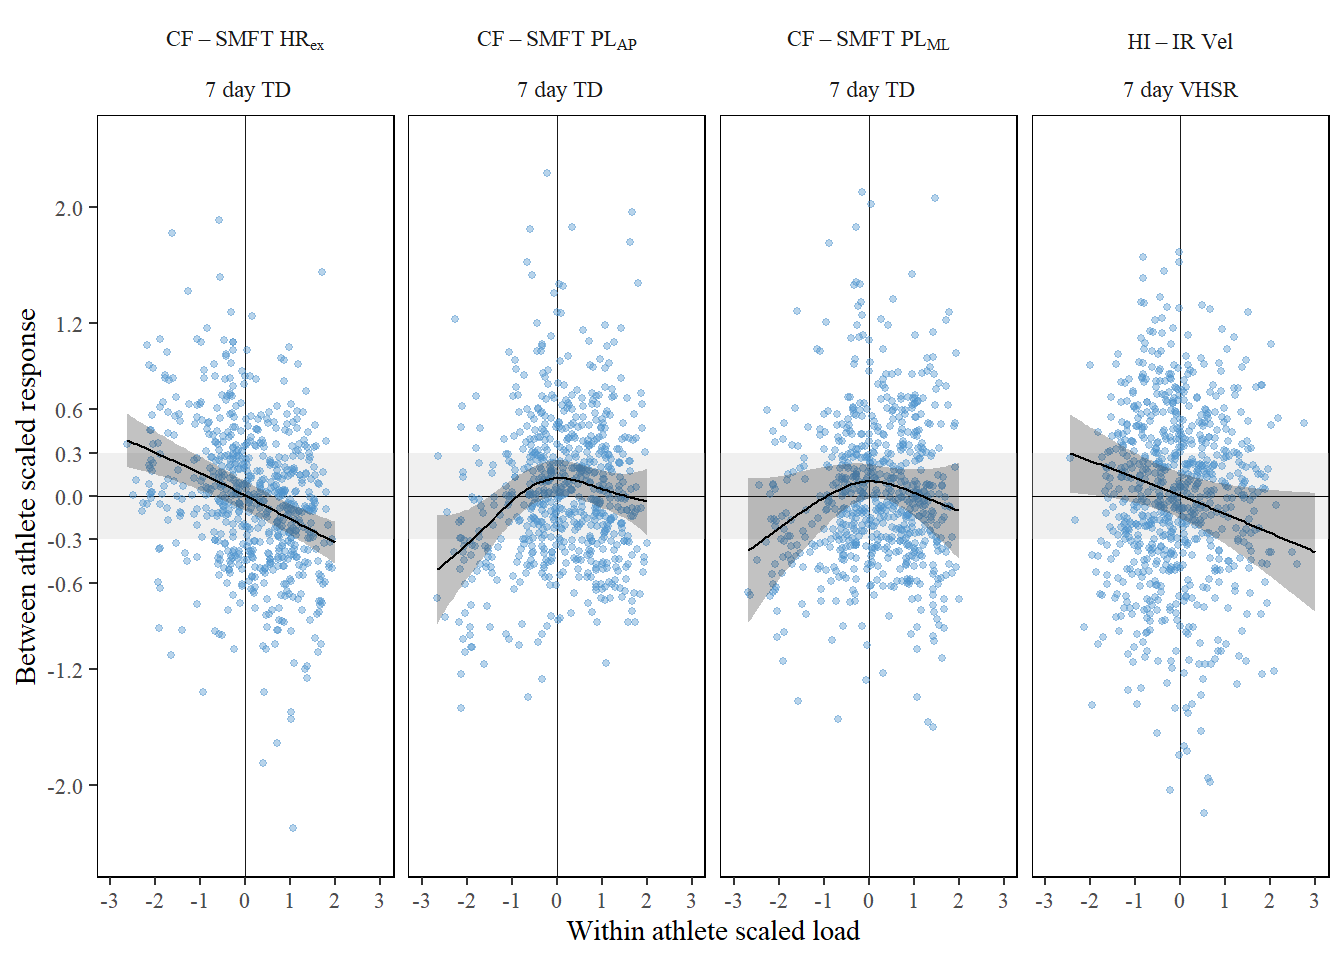 CF – SMFT HRex
CF – SMFT PLAP
CF – SMFT PLML
HI – IR Vel
7 day TD
7 day TD
7 day TD
7 day VHSR
Between athlete scaled response
2.0
1.2
0.6
0.3
0.0
-0.3
-0.6
-1.2
-2.0
-3 -2 -1 0 1 2 3
-3 -2 -1 0 1 2 3
-3 -2 -1 0 1 2 3
-3 -2 -1 0 1 2 3
Within athlete scaled load